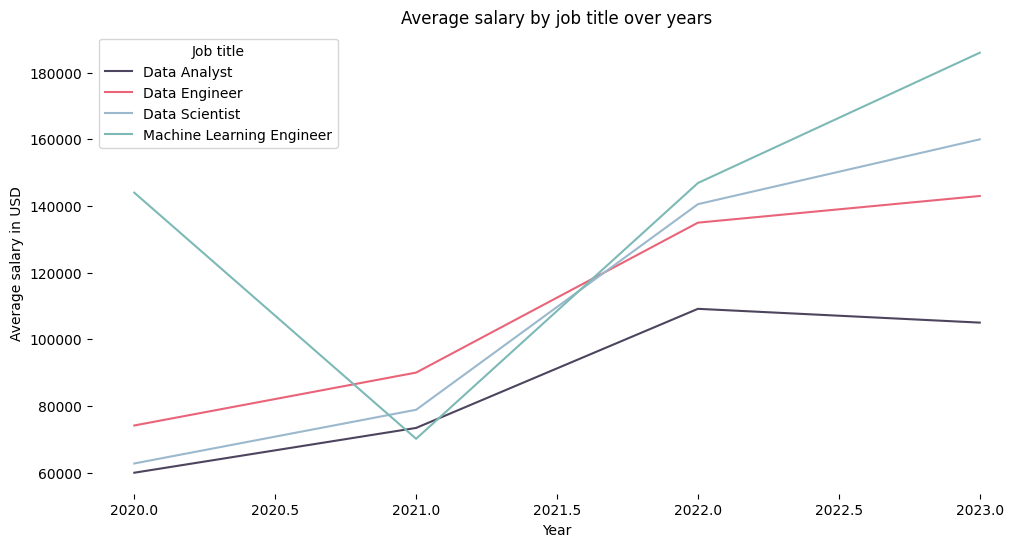 Average salary by job title over years
Job title
Data Analyst
Data Engineer
Data Scientist
Machine Learning Engineer
180000
160000
140000
120000
100000
80000
60000
Average salary in USD
2020.0 2020.5 2021.0 2021.5 2022.0 2022.5 2023.0
Year